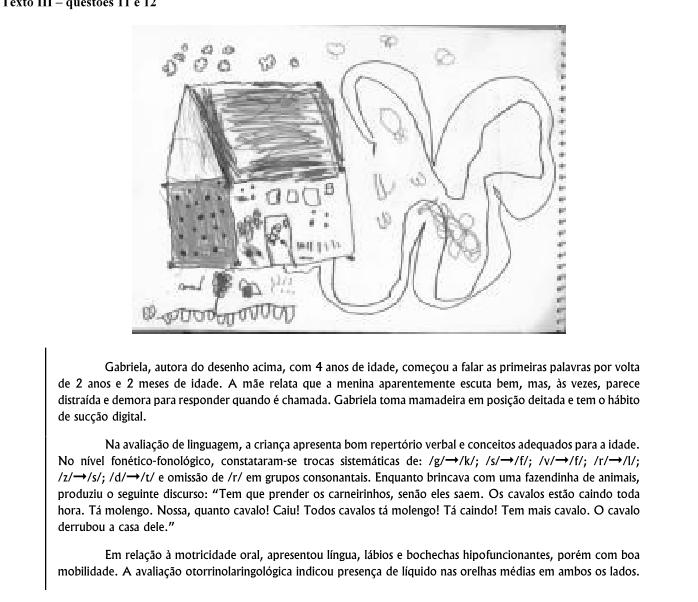 Texto III – questões 11 e 12
Gabriela, autora do desenho acima, com 4 anos de idade, começou a falar as primeiras palavras por volta
de 2 anos e 2 meses de idade. A mãe relata que a menina aparentemente escuta bem, mas, às vezes, parece
distraída e demora para responder quando é chamada. Gabriela toma mamadeira em posição deitada e tem o hábito
de sucção digital.
Na avaliação de linguagem, a criança apresenta bom repertório verbal e conceitos adequados para a idade.
No nível fonético-fonológico, constataram-se trocas sistemáticas de: /g/→/k/; /s/→/f/; /v/→/f/; /r/→/l/;
/z/→/s/; /d/→/t/ e omissão de /r/ em grupos consonantais. Enquanto brincava com uma fazendinha de animais,
produziu o seguinte discurso: “Tem que prender os carneirinhos, senão eles saem. Os cavalos estão caindo toda
hora. Tá molengo. Nossa, quanto cavalo! Caiu! Todos cavalos tá molengo! Tá caindo! Tem mais cavalo. O cavalo
derrubou a casa dele.”
Em relação à motricidade oral, apresentou língua, lábios e bochechas hipofuncionantes, porém com boa
mobilidade. A avaliação otorrinolaringológica indicou presença de líquido nas orelhas médias em ambos os lados.